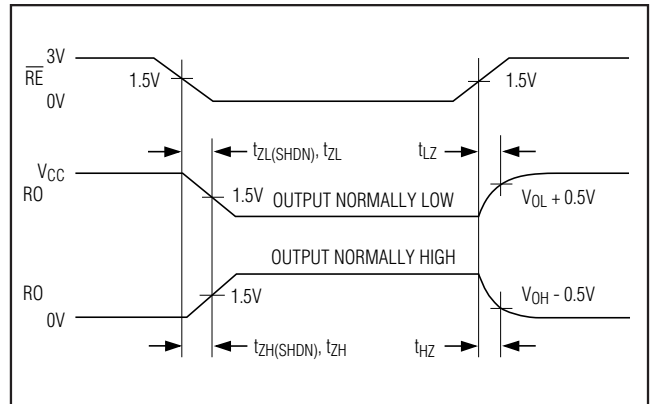 3V
RE
1.5V
1.5V
0V
tZL(SHDN), tZL
tLZ
VCC
RO
1.5V
OUTPUT NORMALLY LOW
VOL + 0.5V
OUTPUT NORMALLY HIGH
RO
1.5V
VOH - 0.5V
0V
tZH(SHDN), tZH
tHZ